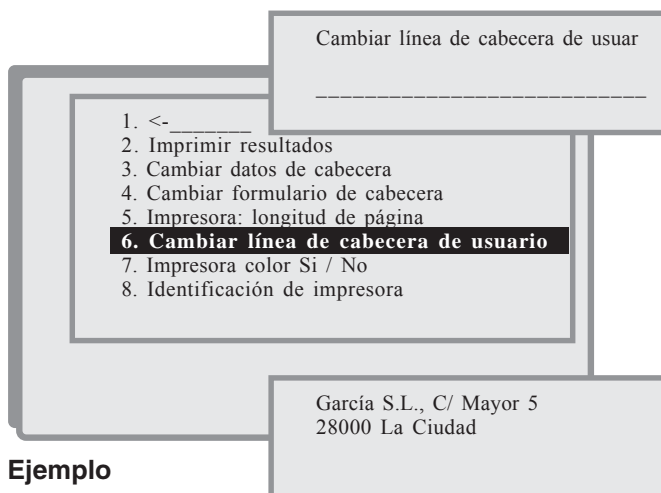 Cambiar línea de cabecera de usuar
___________________________
1. <-_______
2. Imprimir resultados
3. Cambiar datos de cabecera
4. Cambiar formulario de cabecera
5. Impresora: longitud de página
6. Cambiar línea de cabecera de usuario
7. Impresora color Si / No
8. Identificación de impresora
García S.L., C/ Mayor 5
28000 La Ciudad
Ejemplo